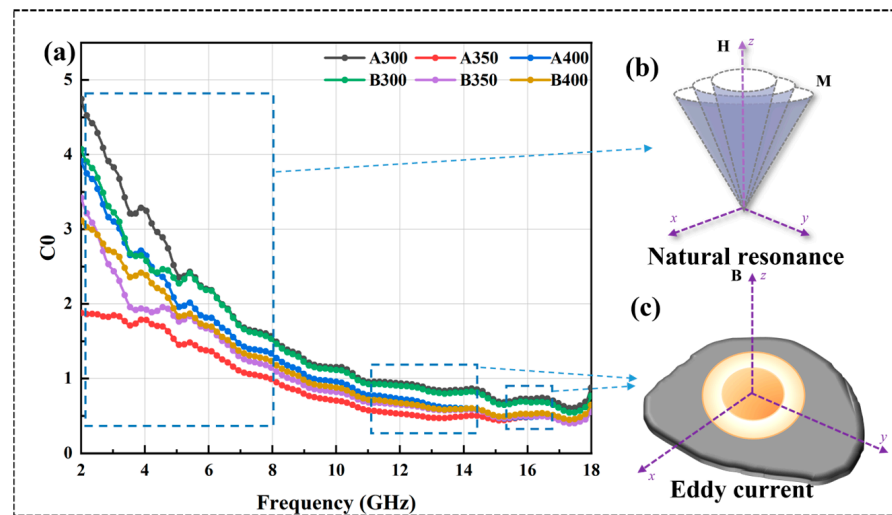 (a)
A300 A350 A400
B300 B350 B400
5
4
3
2
1
0
C0
2 4 6 8 10 12 14 16 18
Frequency (GHz)
(b)
H z
M
x y
Natural resonance
(c)
B z
x y
Eddy current